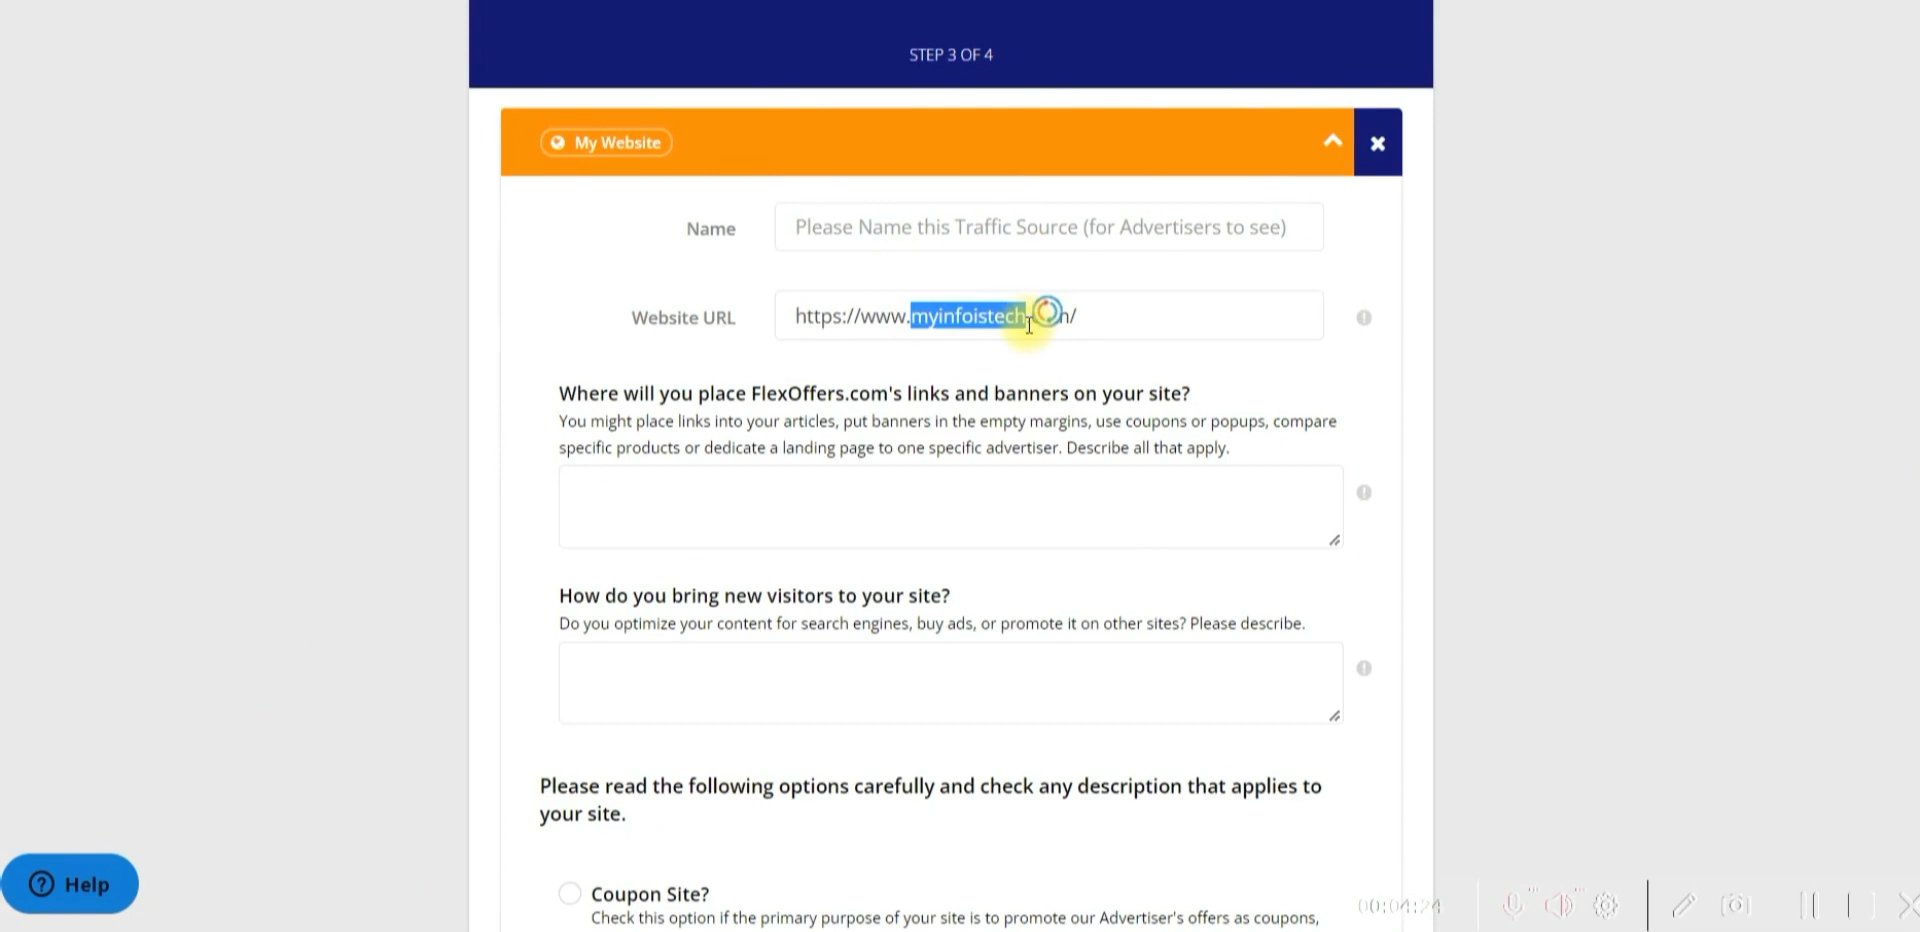 STEP 3 OF 4
My Website
Name
Please Name this Traffic Source (for Advertisers to see)
Website URL
https://www.myinfoistech
Where will you place FlexOffers.com's links and banners on your site?
You might place links into your articles, put banners in the empty margins, use coupons or popups, compare
specific products or dedicate a landing page to one specific advertiser. Describe all that apply.
How do you bring new visitors to your site?
Do you optimize your content for search engines, buy ads, or promote it on other sites? Please describe.
Please read the following options carefully and check any description that applies to
your site.
Coupon Site?
Check this option if the primary purpose of your site is to promote our Advertiser's offers as coupons,
Help
00:04:24